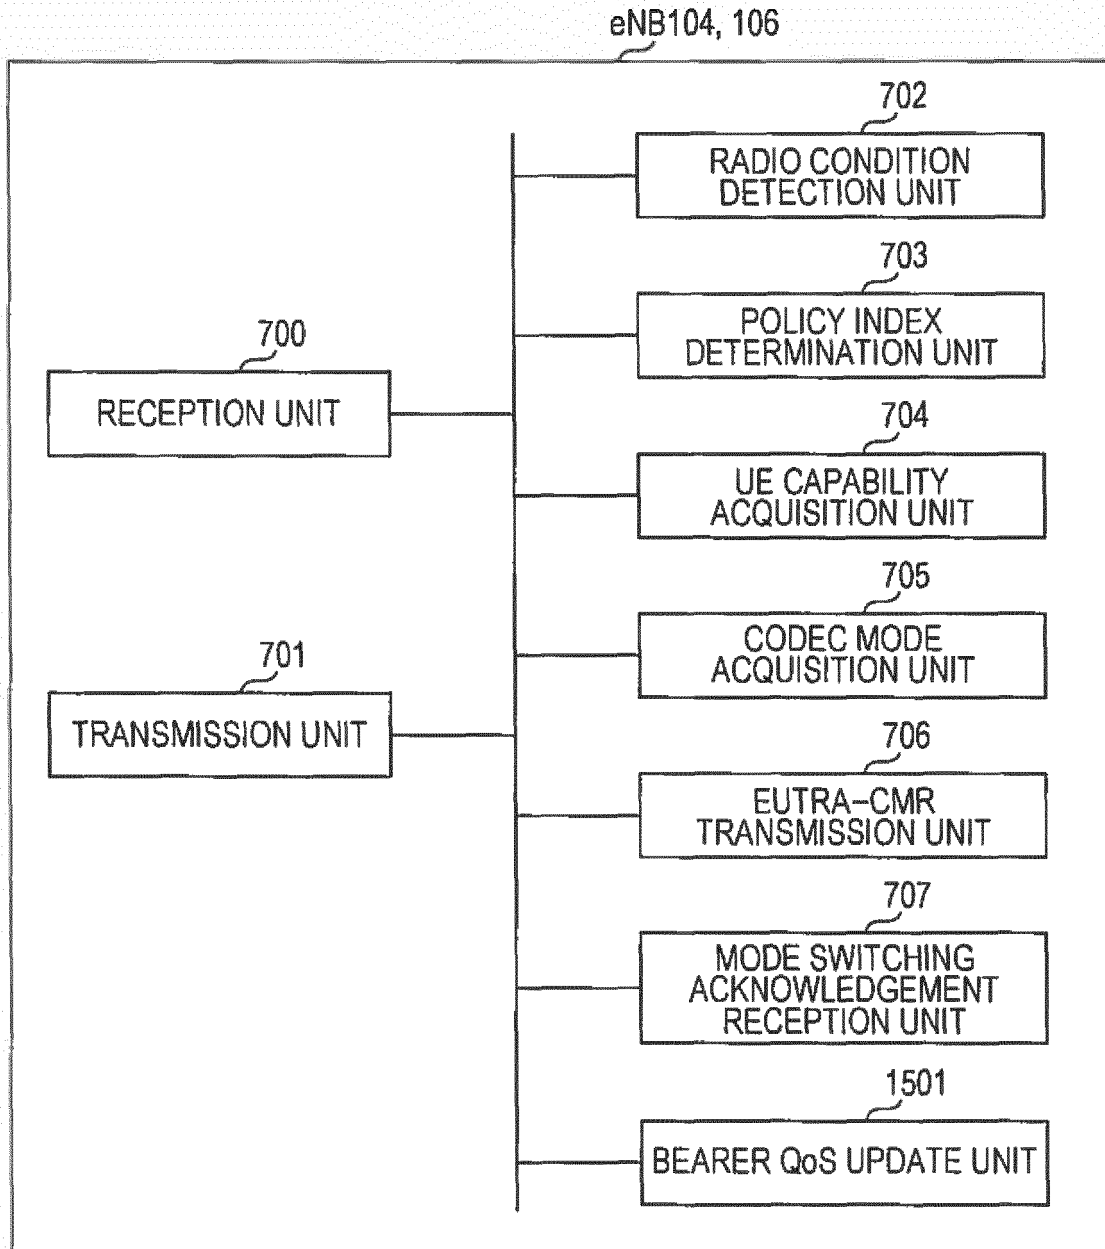 eNB104, 106
702
RADIO CONDITION
DETECTION UNIT
703
POLICY INDEX
DETERMINATION UNIT
700
RECEPTION UNIT
704
UE CAPABILITY
ACQUISITION UNIT
705
CODEC MODE
ACQUISITION UNIT
701
TRANSMISSION UNIT
706
EUTRA-CMR
TRANSMISSION UNIT
707
MODE SWITCHING
ACKNOWLEDGEMENT
RECEPTION UNIT
1501
BEARER QoS UPDATE UNIT